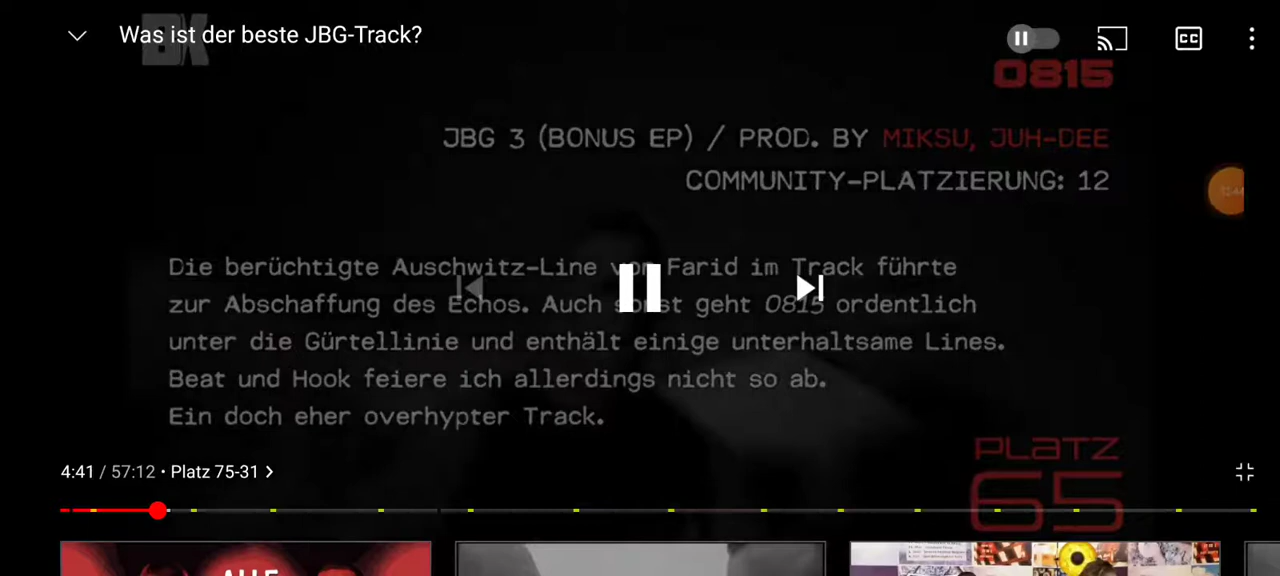 Was ist der beste JBG-Track?
CC
0815
JBG 3 (BONUS EP) / PROD. BY MIKSU, JUH-DEE
COMMUNITY-PLATZIERUNG: 12
Die berüchtigte Auschwitz-Line von Farid im Track führte
zur Abschaffung des Echos. Auch sonst geht 0815 ordentlich
unter die Gürtellinie und enthält einige unterhaltsame Lines.
Beat und Hook feiere ich allerdings nicht so ab.
Ein doch eher overhypter Track.
PLATZ
65
4:41 / 57:12 • Platz 75-31 >
ALLE